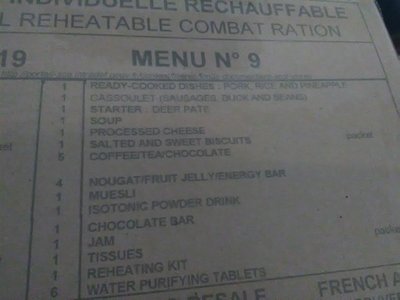 INDIVIDUELLE RECHAUFFABLE
L REHEATABLE COMBAT RATION
19
MENU N° 9
1 READY-COOKED DISHES : PORK, RICE AND PINEAPPLE
1 CASSOULET (SAUSAGES, DUCK AND BEANS)
1 STARTER : DEER PATE
1 SOUP
1 PROCESSED CHEESE
1 SALTED AND SWEET BISCUITS packet
6 COFFEE/TEA/CHOCOLATE
4 NOUGAT/FRUIT JELLY/ENERGY BAR
1 MUESLI
1 ISOTONIC POWDER DRINK
1 CHOCOLATE BAR packet
1 JAM
1 TISSUES
1 REHEATING KIT
6 WATER PURIFYING TABLETS
FRENCH A